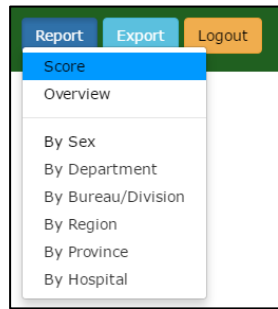 Report Export Logout
Score
Overview
By Sex
By Department
By Bureau/Division
By Region
By Province
By Hospital